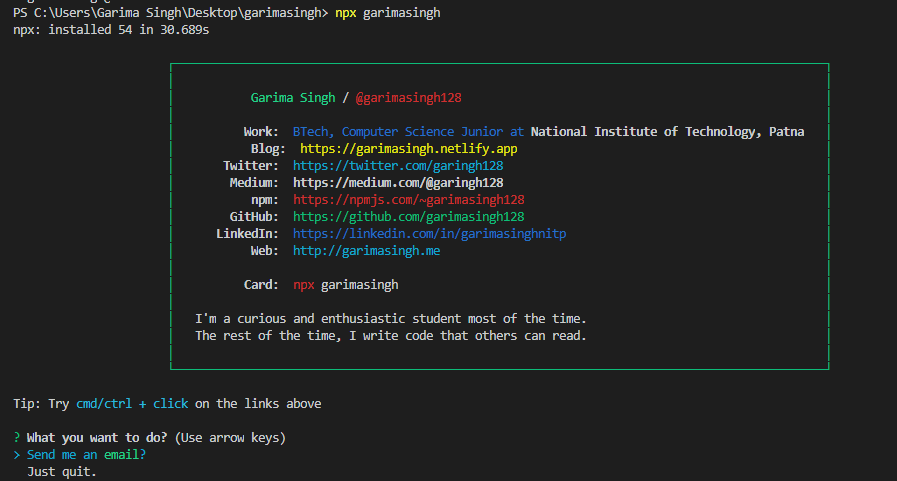 PS C:\Users\Garima Singh\Desktop\garimasingh> npx garimasingh
npx: installed 54 in 30.689s
Garima Singh / @garimasingh128
Work: BTech, Computer Science Junior at National Institute of Technology, Patna
Blog: https://garimasingh.netlify.app
Twitter: https://twitter.com/garingh128
Medium: https://medium.com/@garingh128
npm: https://npmjs.com/~garimasingh128
GitHub: https://github.com/garimasingh128
LinkedIn: https://linkedin.com/in/garimasinghnitp
Web: http://garimasingh.me
Card: npx garimasingh
I'm a curious and enthusiastic student most of the time.
The rest of the time, I write code that others can read.
Tip: Try cmd/ctrl + click on the links above
? What you want to do? (Use arrow keys)
> Send me an email?
Just quit.